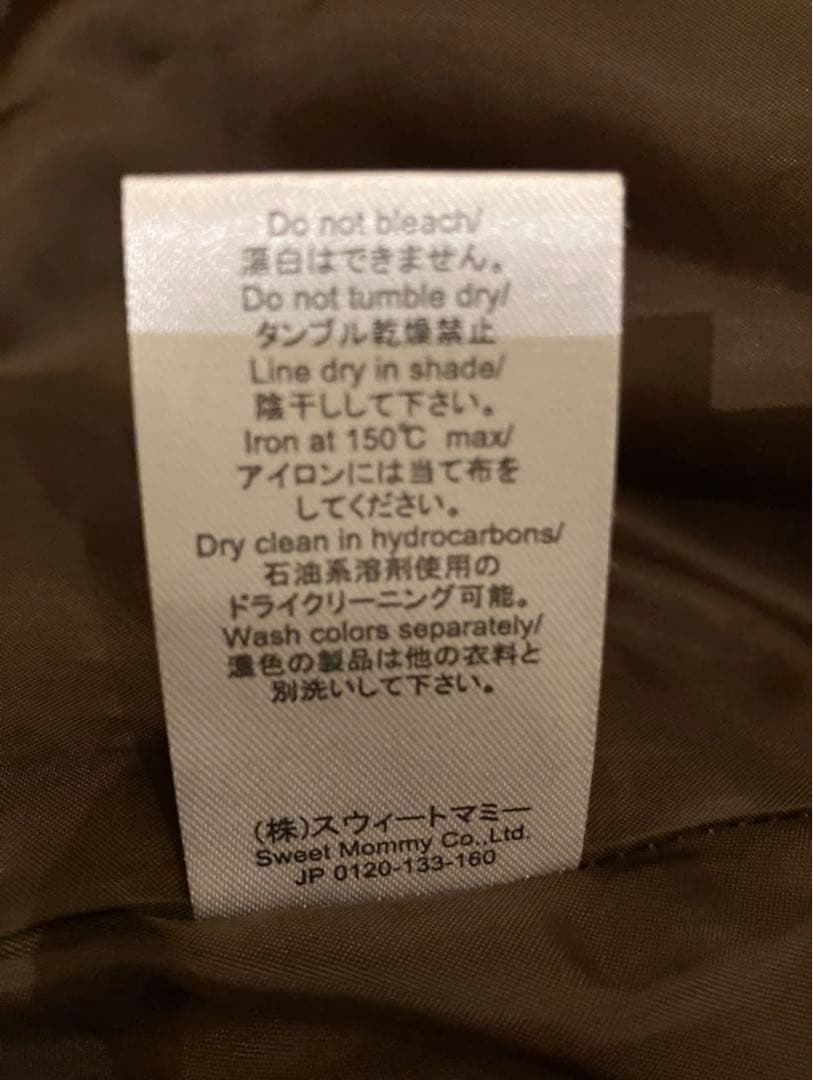 Do not bleach/
漂白はできません。
Do not tumble dry/
タンブル乾燥禁止
Line dry in shade/
陰干しして下さい。
Iron at 150℃ max/
アイロンには当て布を
してください。
Dry clean in hydrocarbons/
石油系溶剤使用の
ドライクリーニング可能。
Wash colors separately/
濃色の製品は他の衣料と
別洗いして下さい。
(株)スウィートマミー
Sweet Mommy Co.,Ltd.
JP 0120-133-160